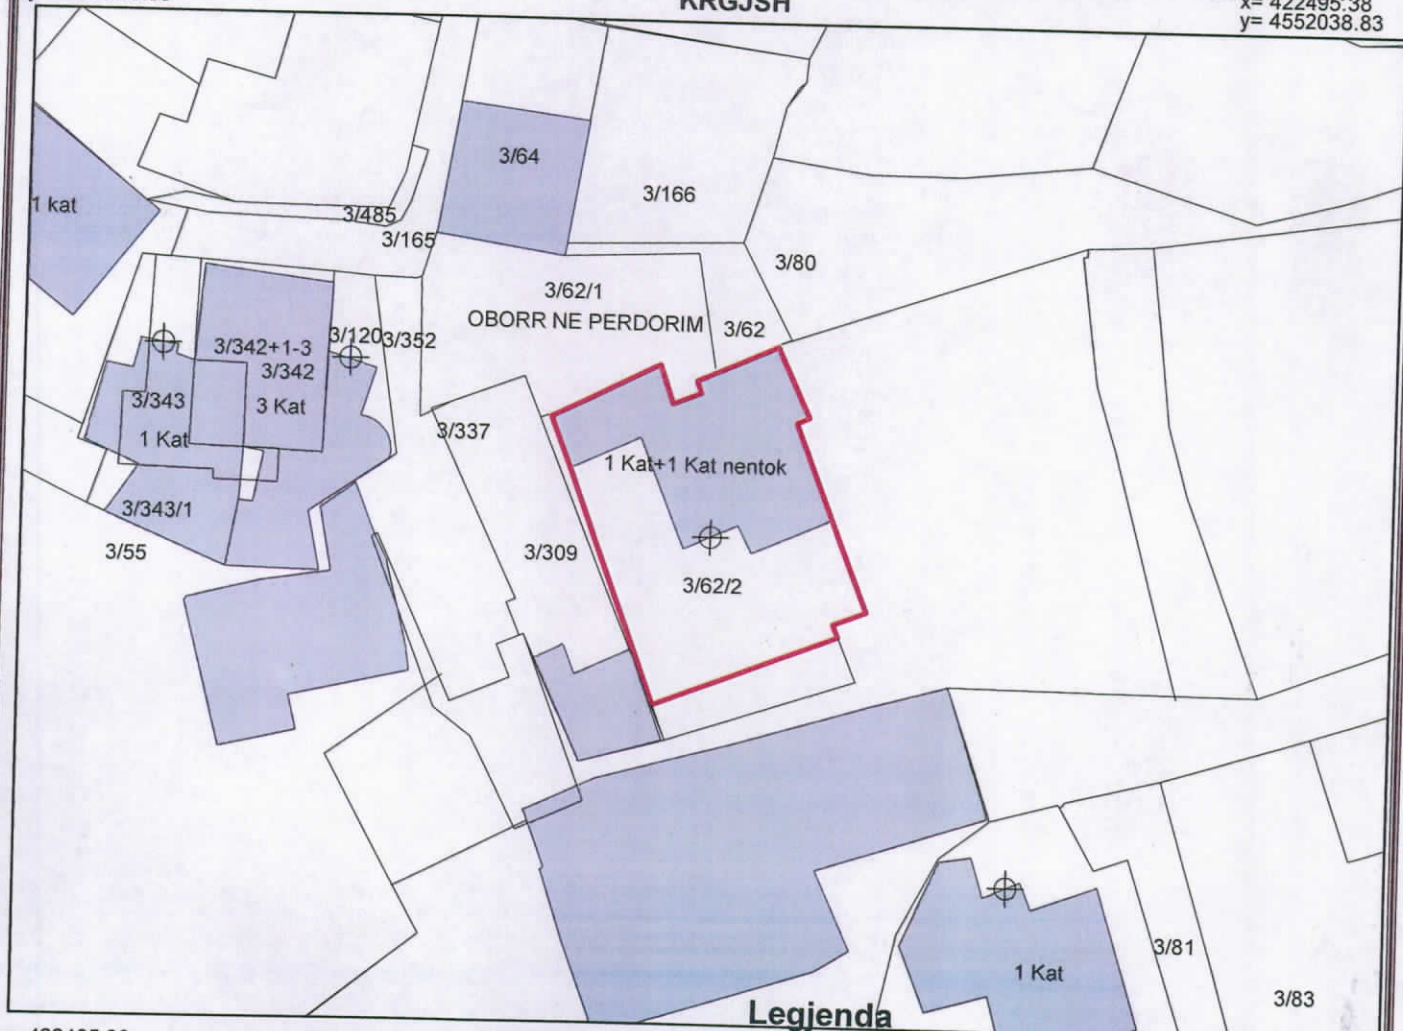 KRGJSH
x= 422495.38
y= 4552038.83
3/64
3/166
1 kat
3/485
3/165
3/80
3/62/1
OBORR NE PERDORIM
3/62
3/120
3/352
3/342+1-3
3/342
3/343
3 Kat
1 Kat
3/337
1 Kat+1 Kat nentok
3/343/1
3/55
3/309
3/62/2
3/81
1 Kat
3/83
Legjenda